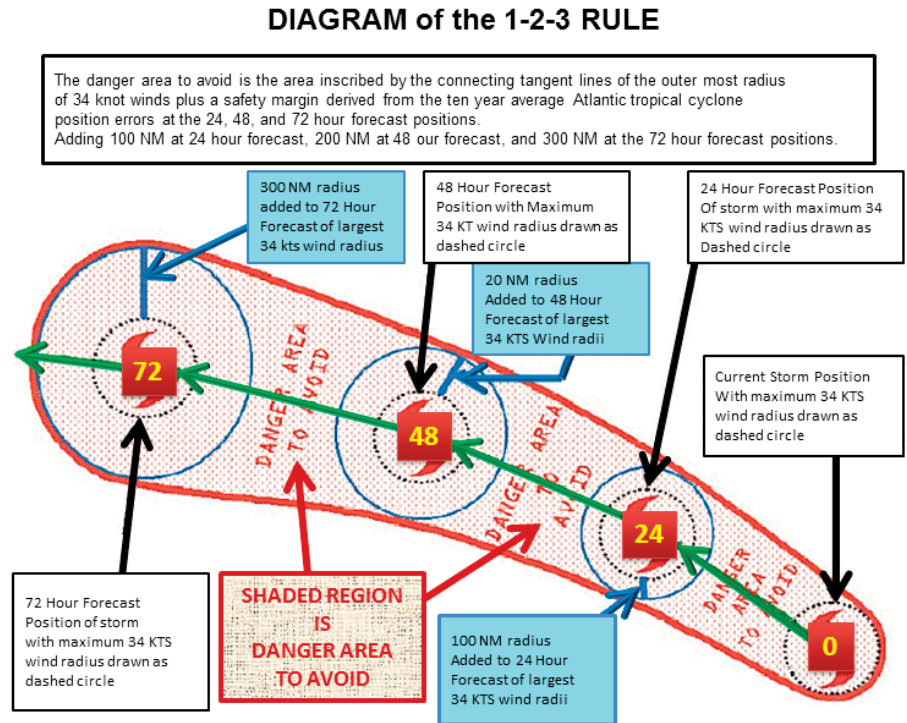 DIAGRAM of the 1-2-3 RULE
The danger area to avoid is the area inscribed by the connecting tangent lines of the outer most radius
of 34 knot winds plus a safety margin derived from the ten year average Atlantic tropical cyclone
position errors at the 24, 48, and 72 hour forecast positions.
Adding 100 NM at 24 hour forecast, 200 NM at 48 our forecast, and 300 NM at the 72 hour forecast positions.
300 NM radius
added to 72 Hour
Forecast of largest
34 kts wind radius
48 Hour Forecast
Position with Maximum
34 KT wind radius drawn as
dashed circle
24 Hour Forecast Position
Of storm with maximum 34
KTS wind radius drawn as
Dashed circle
20 NM radius
Added to 48 Hour
Forecast of largest
34 KTS Wind radii
Current Storm Position
With maximum 34 KTS
wind radius drawn as
dashed circle
72
DANGER AREA
TO AVOID
48
DANGER AREA
TO
AVOID
24
DANGER
AREA
TO AVOID
0
72 Hour Forecast
Position of storm
with maximum 34 KTS
wind radius drawn as
dashed circle
SHADED REGION
IS
DANGER AREA
TO AVOID
100 NM radius
Added to 24 Hour
Forecast of largest
34 KTS wind radii